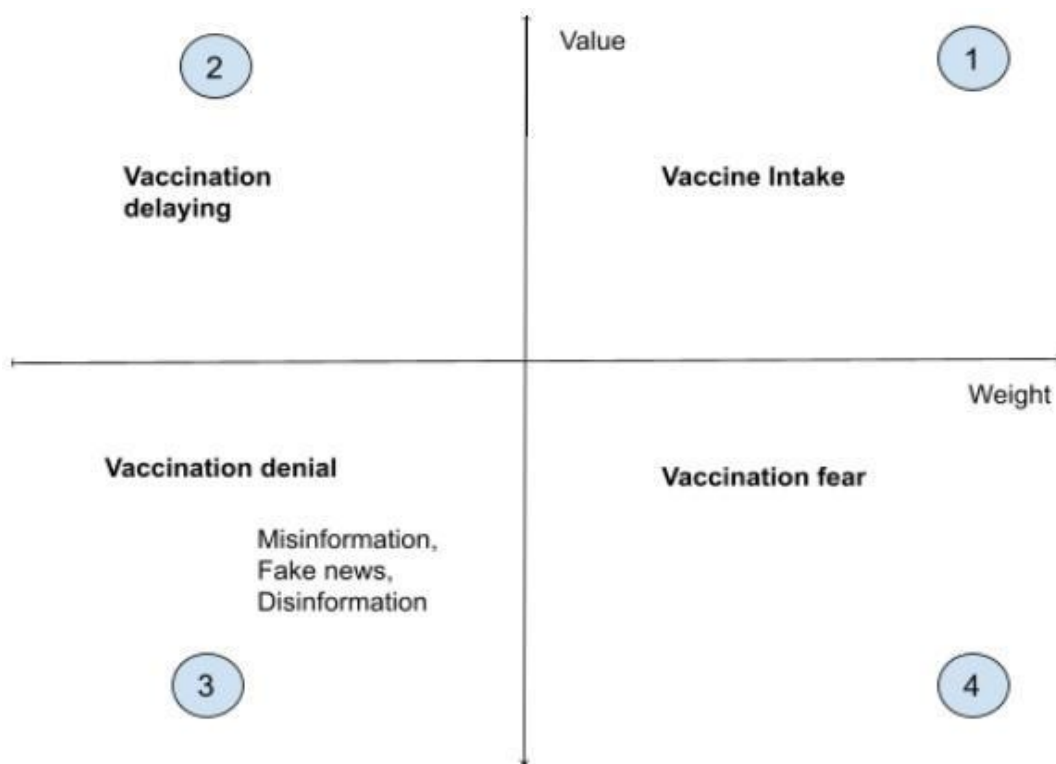 Value
2
1
Vaccination
delaying
Vaccine Intake
Weight
Vaccination denial
Vaccination fear
Misinformation,
Fake news,
Disinformation
3
4